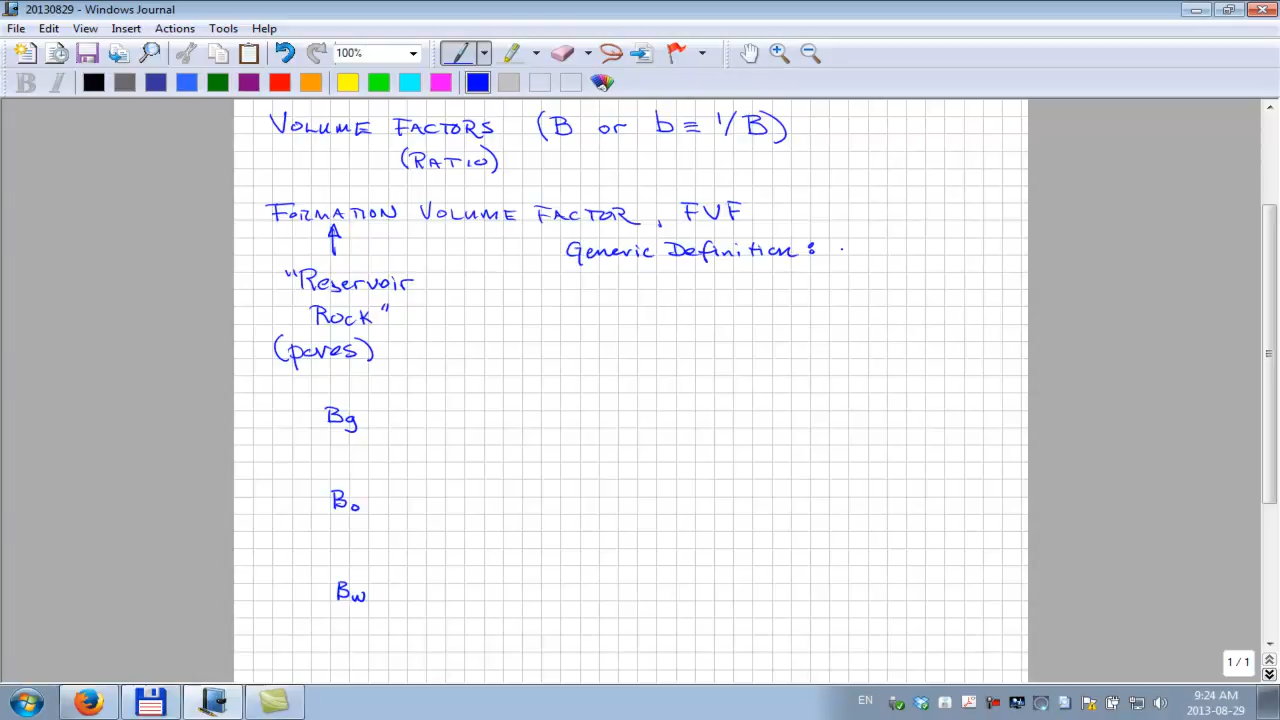 20130829 - Windows Journal
File Edit View Insert Actions Tools Help
100%
B I
VOLUME FACTORS (B or b ≡ 1/B)
(RATIO)
FORMATION VOLUME FACTOR, FVF
Generic Definition:
"Reservoir
Rock"
(pores)
Bg
Bo
Bw
1 / 1
EN
9:24 AM
2013-08-29